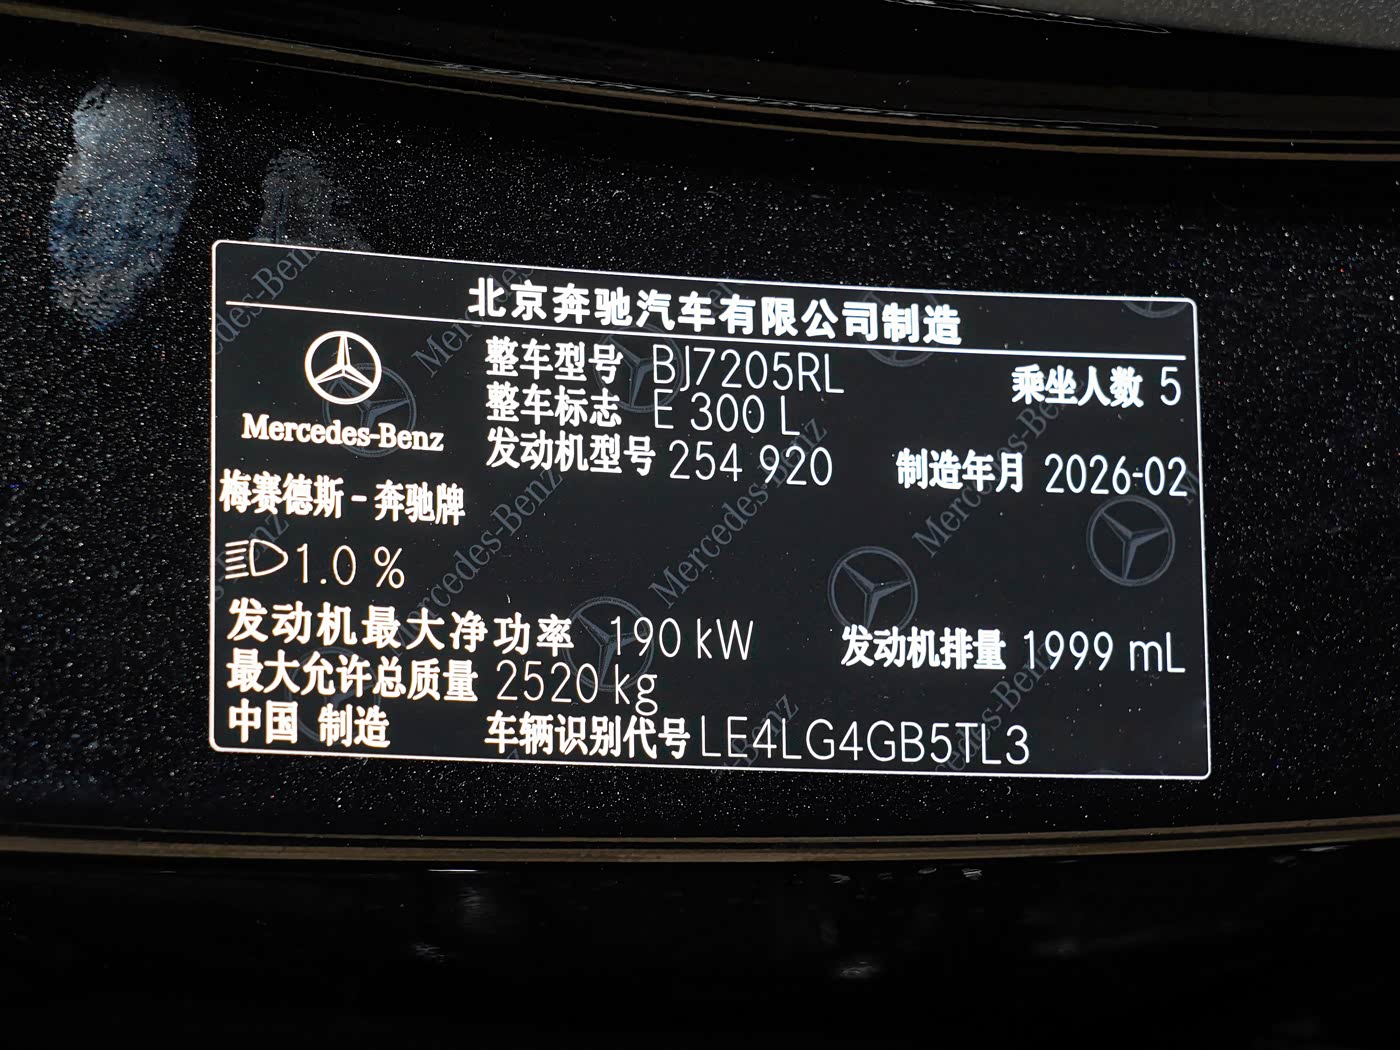 北京奔驰汽车有限公司制造
Mercedes-Benz
梅赛德斯-奔驰牌
整车型号 BJ7205RL
乘坐人数 5
整车标志 E 300 L
发动机型号 254 920
制造年月 2026-02
1.0 %
发动机最大净功率 190 kW
发动机排量 1999 mL
最大允许总质量 2520 kg
中国 制造
车辆识别代号 LE4LG4GB5TL3